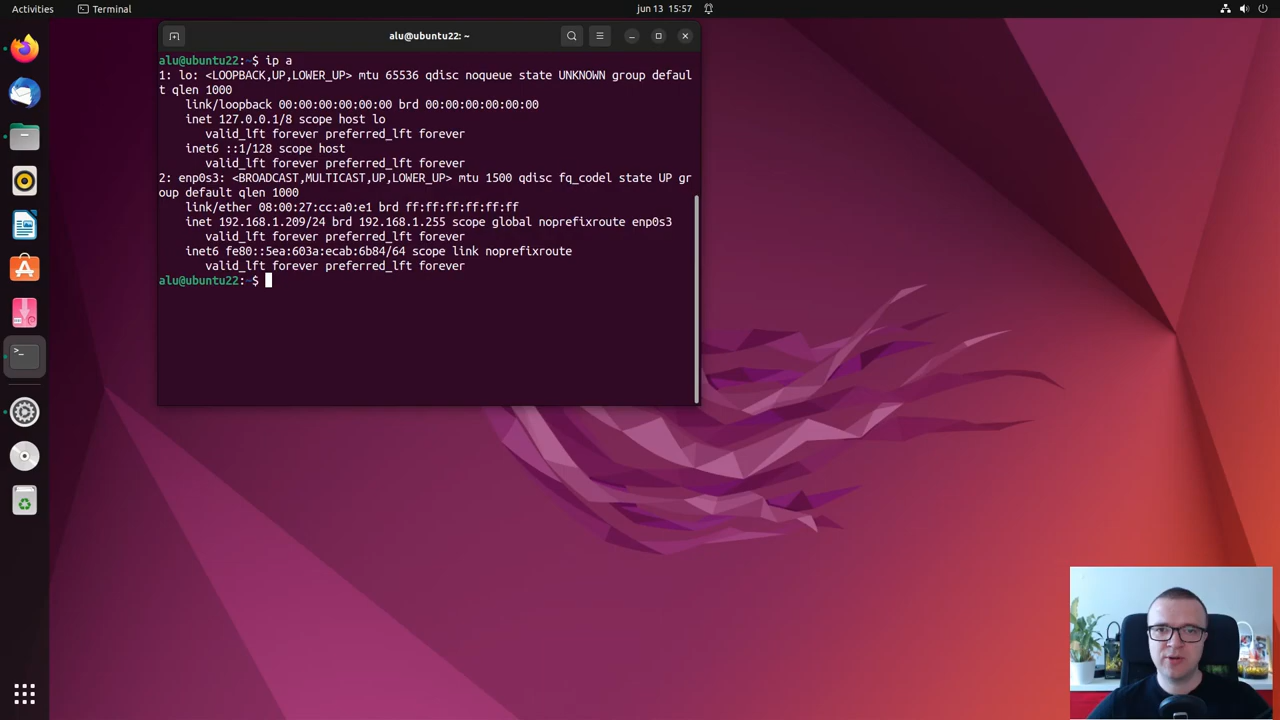 Activities
Terminal
jun 13 15:57
alu@ubuntu22: ~
alu@ubuntu22:~$ ip a
1: lo: <LOOPBACK,UP,LOWER_UP> mtu 65536 qdisc noqueue state UNKNOWN group defaul
t qlen 1000
link/loopback 00:00:00:00:00:00 brd 00:00:00:00:00:00
inet 127.0.0.1/8 scope host lo
valid_lft forever preferred_lft forever
inet6 ::1/128 scope host
valid_lft forever preferred_lft forever
2: enp0s3: <BROADCAST,MULTICAST,UP,LOWER_UP> mtu 1500 qdisc fq_codel state UP gr
oup default qlen 1000
link/ether 08:00:27:cc:a0:e1 brd ff:ff:ff:ff:ff:ff
inet 192.168.1.209/24 brd 192.168.1.255 scope global noprefixroute enp0s3
valid_lft forever preferred_lft forever
inet6 fe80::5ea:603a:ecab:6b84/64 scope link noprefixroute
valid_lft forever preferred_lft forever
alu@ubuntu22:~$